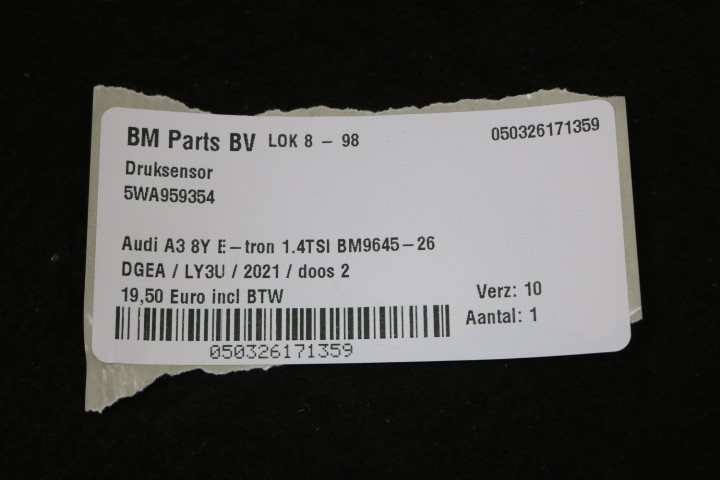 BM Parts BV LOK 8 - 98 050326171359
Druksensor
5WA959354
Audi A3 8Y E-tron 1.4TSI BM9645-26
DGEA / LY3U / 2021 / doos 2
19,50 Euro incl BTW Verz: 10
Aantal: 1
050326171359